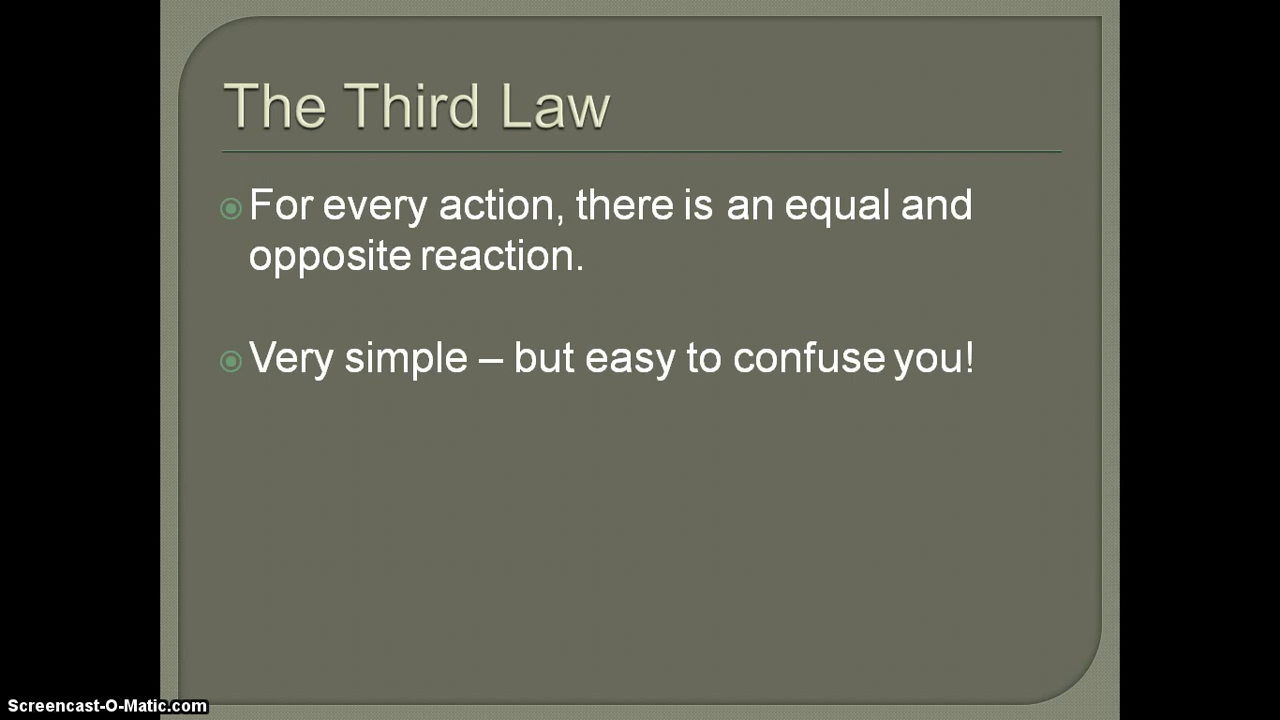 The Third Law
For every action, there is an equal and
opposite reaction.
Very simple – but easy to confuse you!
Screencast-O-Matic.com